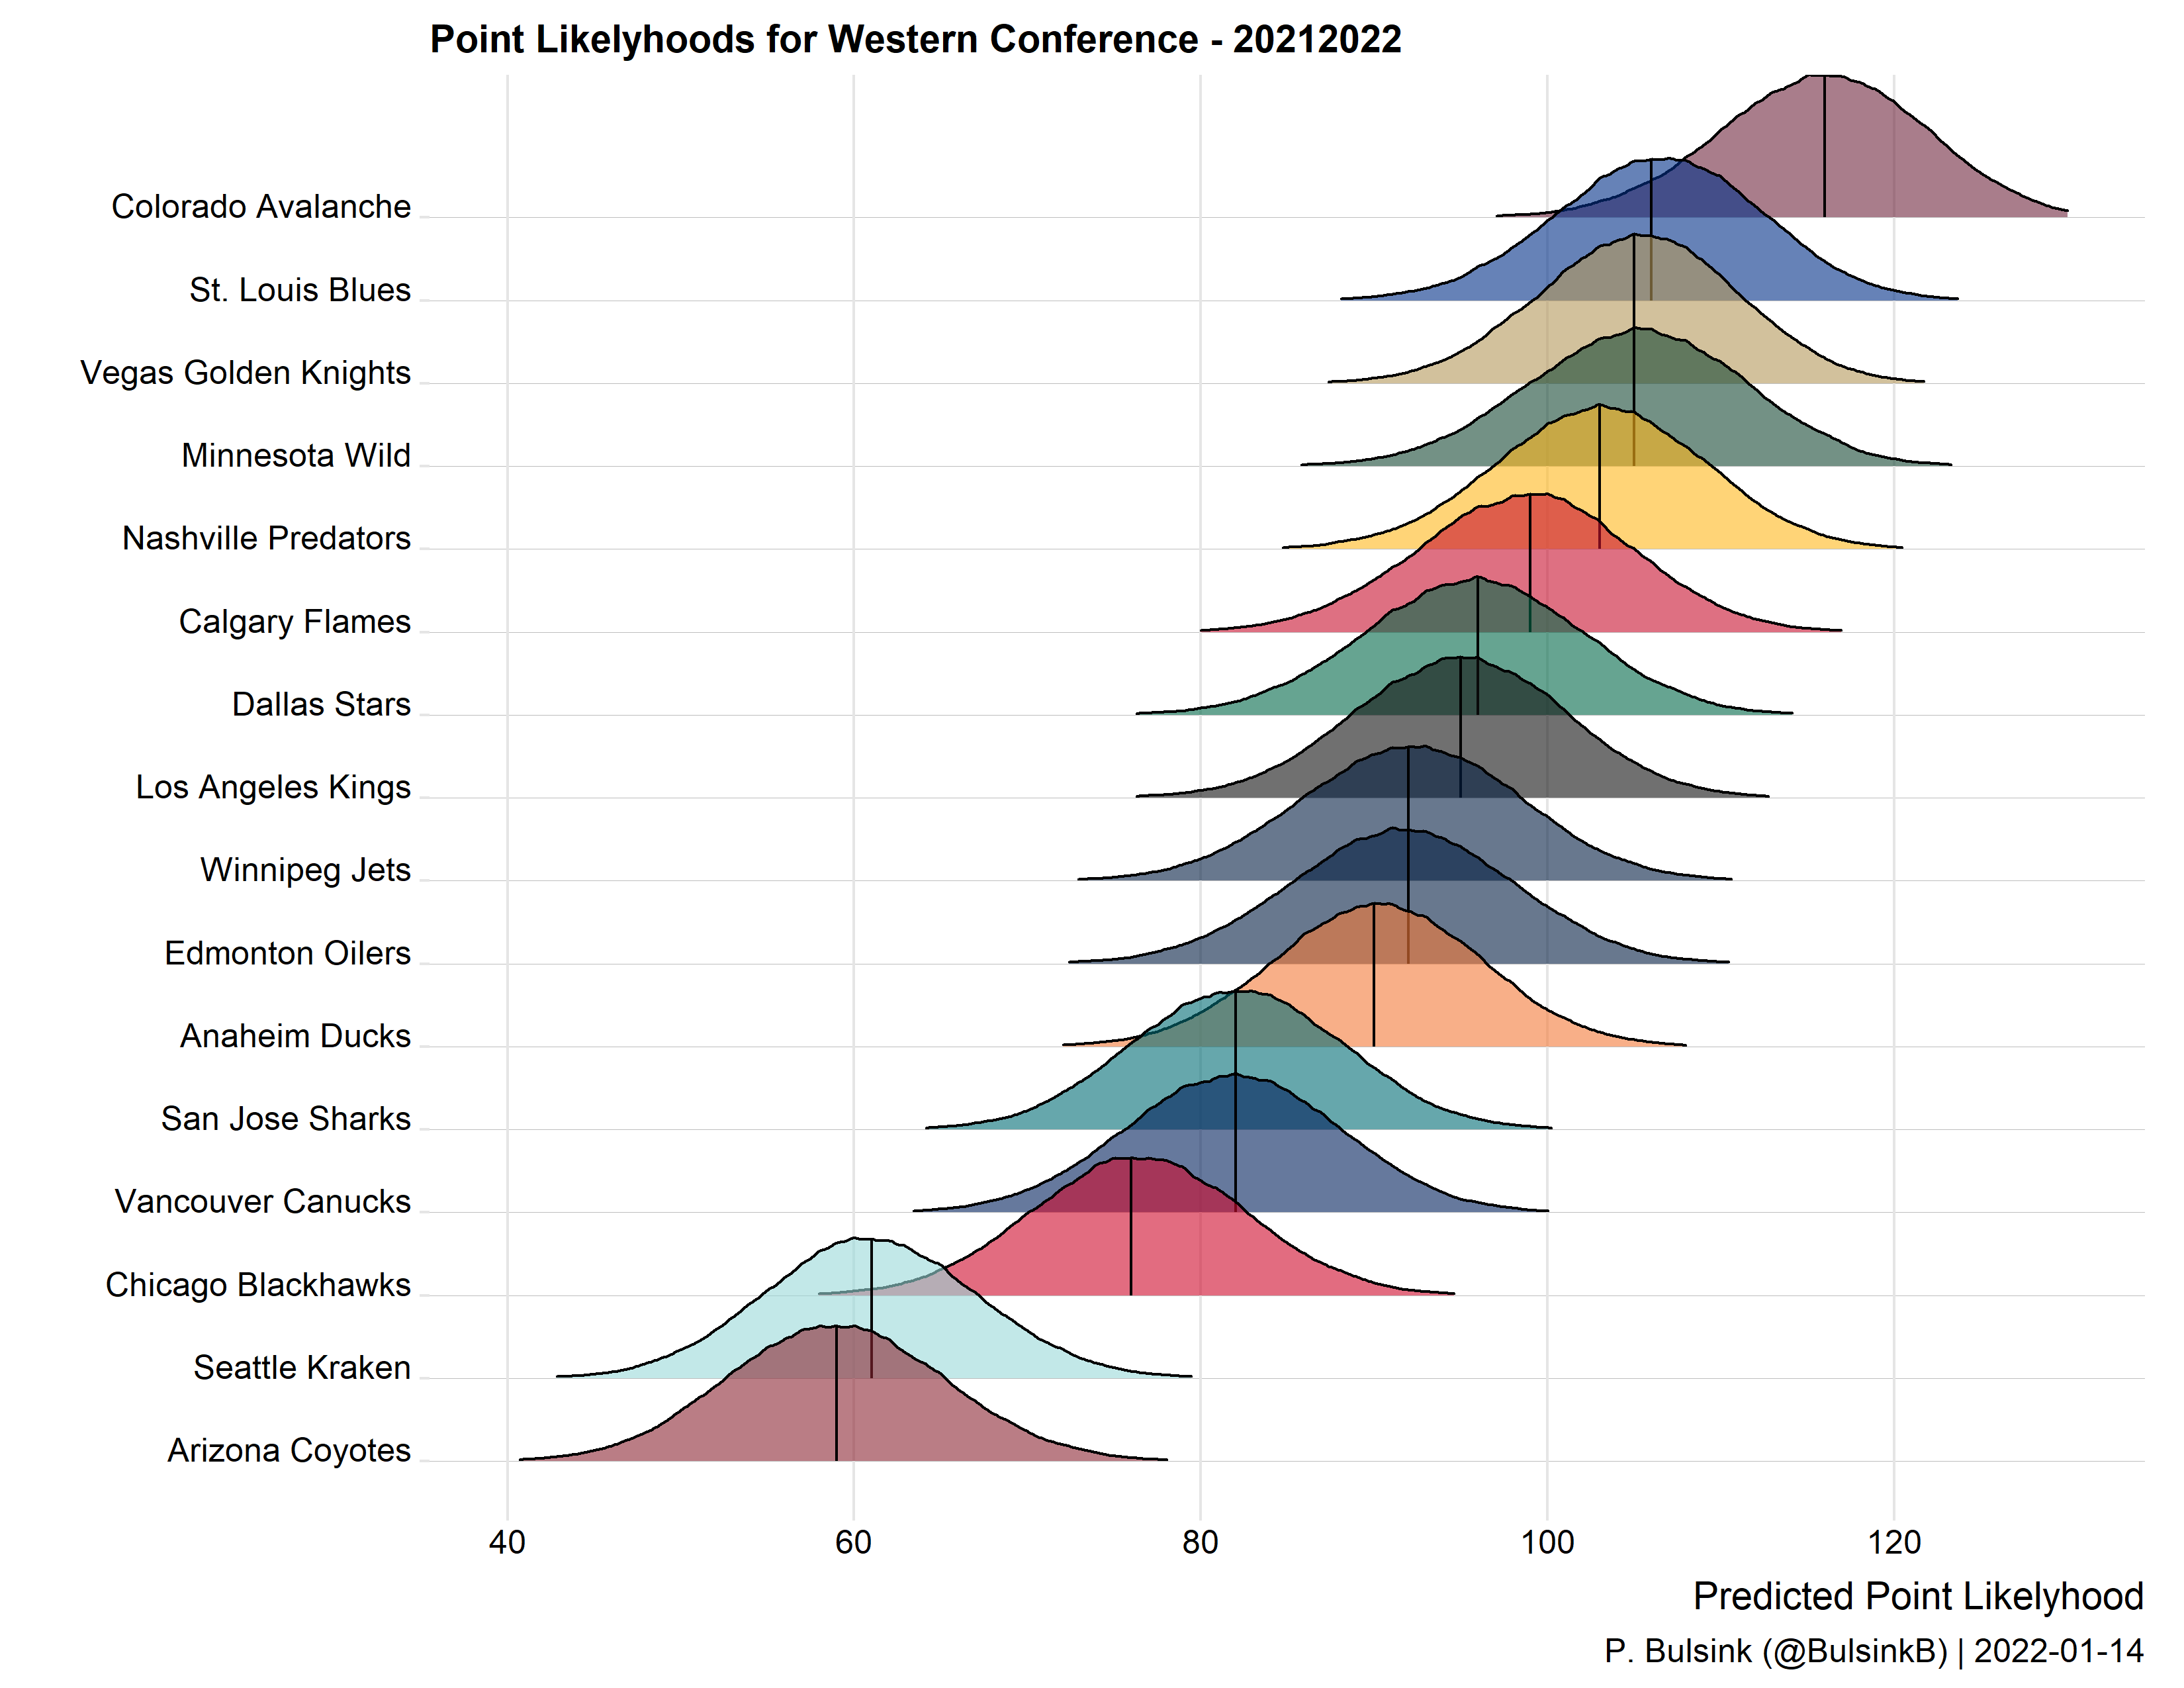 Point Likelyhoods for Western Conference - 20212022
Colorado Avalanche
St. Louis Blues
Vegas Golden Knights
Minnesota Wild
Nashville Predators
Calgary Flames
Dallas Stars
Los Angeles Kings
Winnipeg Jets
Edmonton Oilers
Anaheim Ducks
San Jose Sharks
Vancouver Canucks
Chicago Blackhawks
Seattle Kraken
Arizona Coyotes
40 60 80 100 120
Predicted Point Likelyhood
P. Bulsink (@BulsinkB) | 2022-01-14